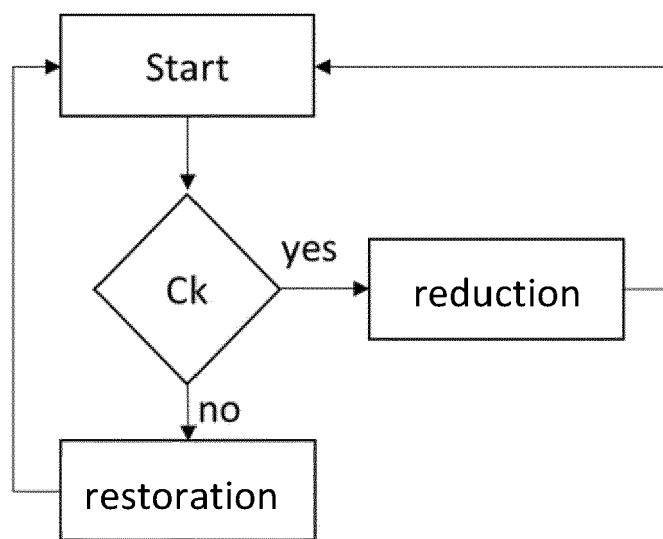 Start
Ck
yes
reduction
no
restoration